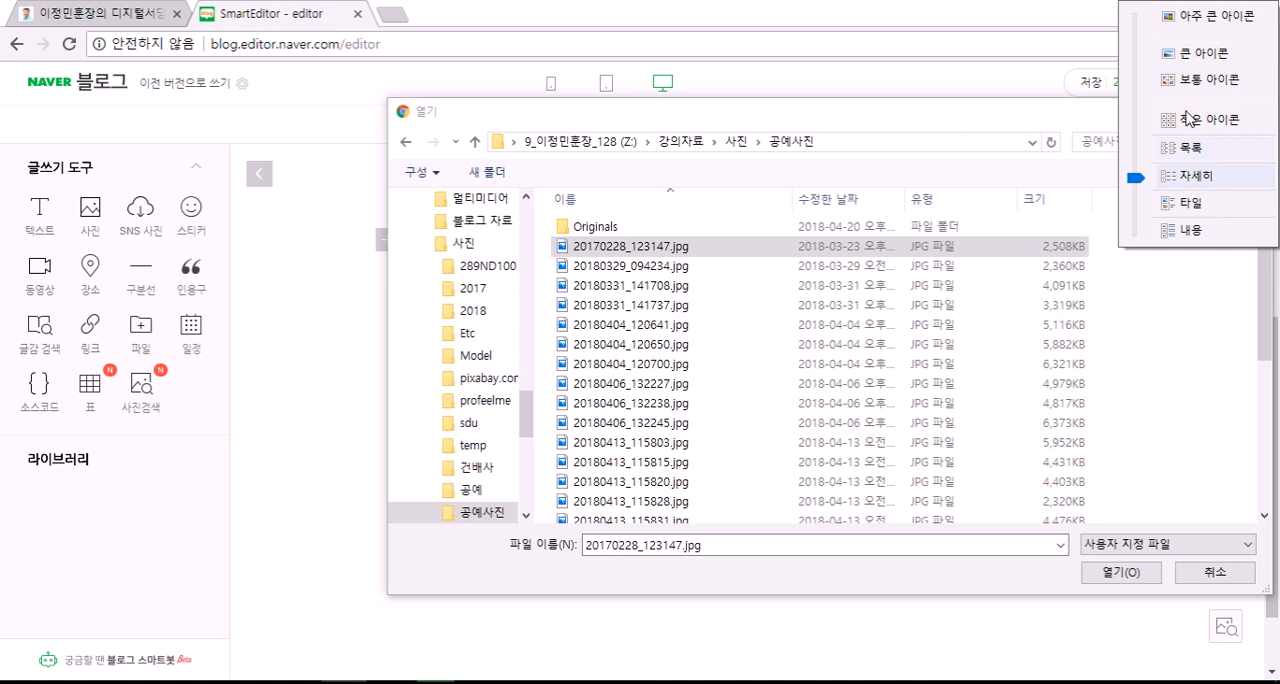 이정민훈장의 디지털서당
SmartEditor - editor
안전하지 않음 blog.editor.naver.com/editor
NAVER 블로그 이전 버전으로 쓰기
저장 2
글쓰기 도구
텍스트 사진 SNS 사진 스티커
동영상 장소 구분선 인용구
글감 검색 링크 파일 일정
N N
소스코드 표 사진검색
라이브러리
궁금할 땐 블로그 스마트봇 Beta
열기
9_이정민훈장_128 (Z:) 강의자료 사진 공예사진
공예사
구성 새 폴더
멀티미디어
블로그 자료
사진
289ND100
2017
2018
Etc
Model
pixabay.cor
profeelme
sdu
temp
건배사
공예
공예사진
이름 수정한 날짜 유형 크기
Originals 2018-04-20 오후... 파일 폴더
20170228_123147.jpg 2018-03-23 오후... JPG 파일 2,508KB
20180329_094234.jpg 2018-03-29 오전... JPG 파일 2,360KB
20180331_141708.jpg 2018-03-31 오후... JPG 파일 4,091KB
20180331_141737.jpg 2018-03-31 오후... JPG 파일 3,319KB
20180404_120641.jpg 2018-04-04 오후... JPG 파일 5,116KB
20180404_120650.jpg 2018-04-04 오후... JPG 파일 5,882KB
20180404_120700.jpg 2018-04-04 오후... JPG 파일 6,321KB
20180406_132227.jpg 2018-04-06 오후... JPG 파일 4,979KB
20180406_132238.jpg 2018-04-06 오후... JPG 파일 4,817KB
20180406_132245.jpg 2018-04-06 오후... JPG 파일 6,373KB
20180413_115803.jpg 2018-04-13 오전... JPG 파일 5,952KB
20180413_115815.jpg 2018-04-13 오전... JPG 파일 4,431KB
20180413_115820.jpg 2018-04-13 오전... JPG 파일 4,403KB
20180413_115828.jpg 2018-04-13 오전... JPG 파일 2,320KB
20180413_115831.jpg 2018-04-13 오전... JPG 파일 4,476KB
파일 이름(N): 20170228_123147.jpg 사용자 지정 파일
열기(O) 취소
아주 큰 아이콘
큰 아이콘
보통 아이콘
작은 아이콘
목록
자세히
타일
내용